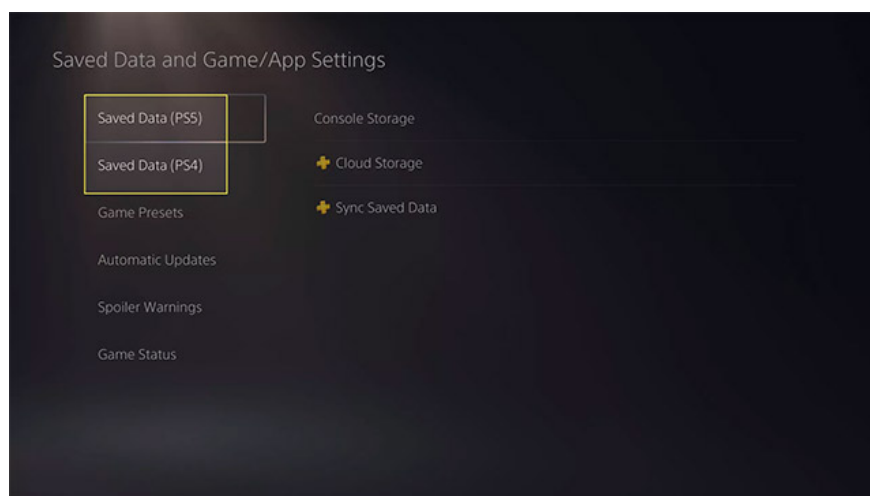 Saved Data and Game/App Settings
Saved Data (PS5)
Saved Data (PS4)
Game Presets
Automatic Updates
Spoiler Warnings
Game Status
Console Storage
Cloud Storage
Sync Saved Data